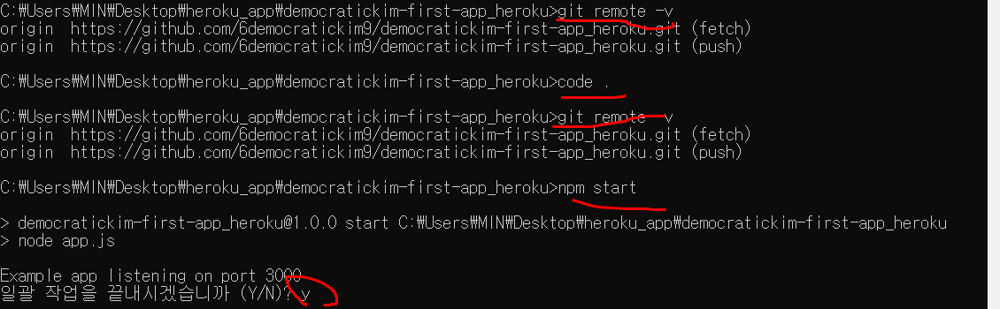 C:₩Users₩MIN₩Desktop₩heroku_app₩democratickim-first-app_heroku>git remote -v
origin  https://github.com/6democratickim9/democratickim-first-app_heroku.git (fetch)
origin  https://github.com/6democratickim9/democratickim-first-app_heroku.git (push)
C:₩Users₩MIN₩Desktop₩heroku_app₩democratickim-first-app_heroku>code .
C:₩Users₩MIN₩Desktop₩heroku_app₩democratickim-first-app_heroku>git remote -v
origin  https://github.com/6democratickim9/democratickim-first-app_heroku.git (fetch)
origin  https://github.com/6democratickim9/democratickim-first-app_heroku.git (push)
C:₩Users₩MIN₩Desktop₩heroku_app₩democratickim-first-app_heroku>npm start
> democratickim-first-app_heroku@1.0.0 start C:₩Users₩MIN₩Desktop₩heroku_app₩democratickim-first-app_heroku
> node app.js
Example app listening on port 3000
일괄 작업을 끝내시겠습니까 (Y/N)? y